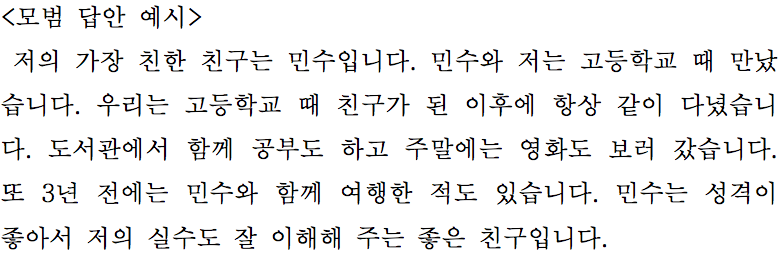 <모범 답안 예시>
저의 가장 친한 친구는 민수입니다. 민수와 저는 고등학교 때 만났
습니다. 우리는 고등학교 때 친구가 된 이후에 항상 같이 다녔습니
다. 도서관에서 함께 공부도 하고 주말에는 영화도 보러 갔습니다.
또 3년 전에는 민수와 함께 여행한 적도 있습니다. 민수는 성격이
좋아서 저의 실수도 잘 이해해 주는 좋은 친구입니다.